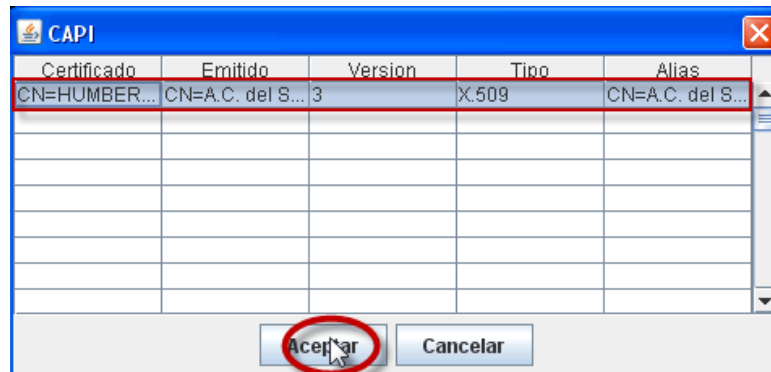 CAPI
Certificado Emitido Version Tipo Alias
CN=HUMBER... CN=A.C. del S... 3 X.509 CN=A.C. del S...
Aceptar Cancelar